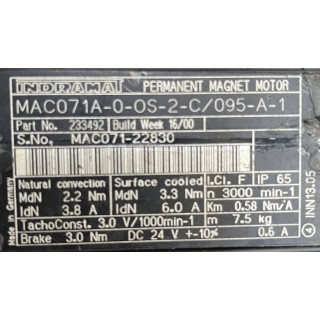 INDRAMAT PERMANENT MAGNET MOTOR
MAC071A-0-OS-2-C/095-A-1
Part No. 233492 Build Week 16/00
S.No. MAC071-22830
Natural convection Surface cooled I.Cl. F IP 65
MdN 2.2 Nm MdN 3.3 Nm n 3000 min-1
IdN 3.8 A IdN 6.0 A Km 0.58 Nm/A
TachoConst. 3.0 V/1000min-1 m 7.5 kg
Brake 3.0 Nm DC 24 V +-10% 0.6 A
Made in Germany
4 INN13.05